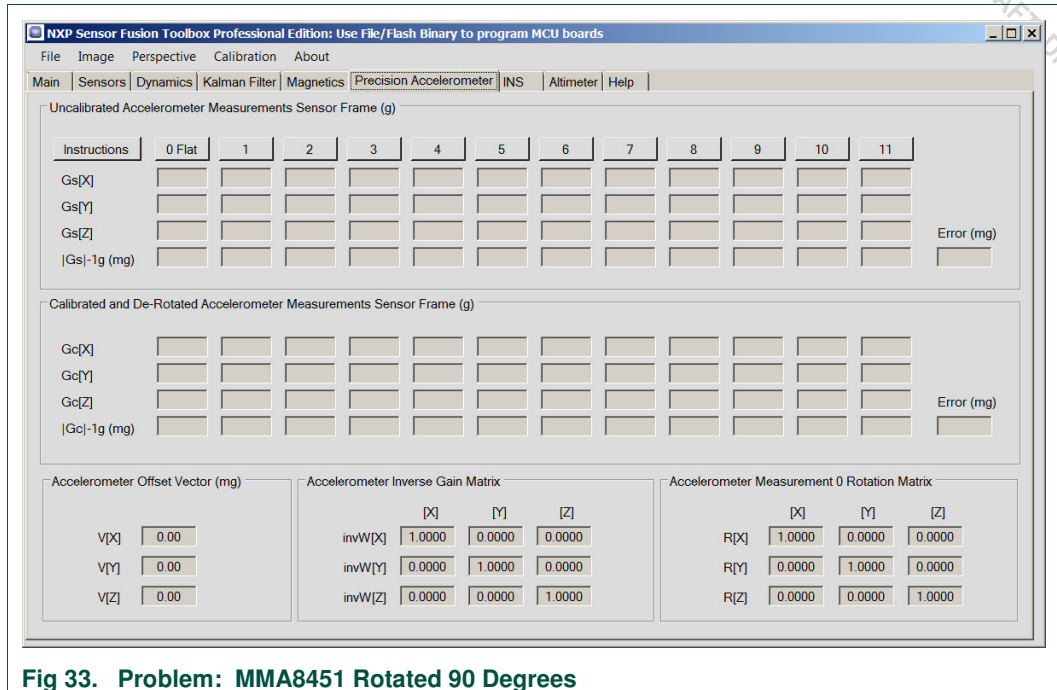 NXP Sensor Fusion Toolbox Professional Edition: Use File/Flash Binary to program MCU boards
File Image Perspective Calibration About
Main Sensors Dynamics Kalman Filter Magnetics Precision Accelerometer INS Altimeter Help
Uncalibrated Accelerometer Measurements Sensor Frame (g)
Instructions 0 Flat 1 2 3 4 5 6 7 8 9 10 11
Gs[X]
Gs[Y]
Gs[Z] Error (mg)
|Gs|-1g (mg)
Calibrated and De-Rotated Accelerometer Measurements Sensor Frame (g)
Gc[X]
Gc[Y]
Gc[Z] Error (mg)
|Gc|-1g (mg)
Accelerometer Offset Vector (mg) Accelerometer Inverse Gain Matrix Accelerometer Measurement 0 Rotation Matrix
[X] [Y] [Z] [X] [Y] [Z]
V[X] 0.00 invW[X] 1.0000 0.0000 0.0000 R[X] 1.0000 0.0000 0.0000
V[Y] 0.00 invW[Y] 0.0000 1.0000 0.0000 R[Y] 0.0000 1.0000 0.0000
V[Z] 0.00 invW[Z] 0.0000 0.0000 1.0000 R[Z] 0.0000 0.0000 1.0000
Fig 33. Problem: MMA8451 Rotated 90 Degrees